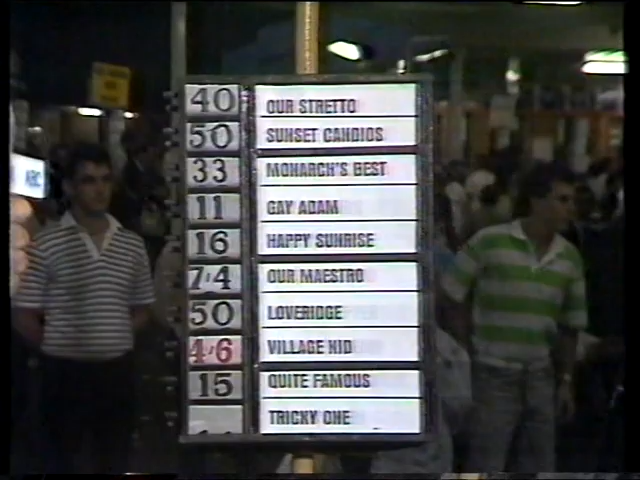 40 OUR STRETTO
50 SUNSET CANDIOS
33 MONARCH'S BEST
11 GAY ADAM
16 HAPPY SUNRISE
7·4 OUR MAESTRO
50 LOVERIDGE
4·6 VILLAGE KID
15 QUITE FAMOUS
TRICKY ONE